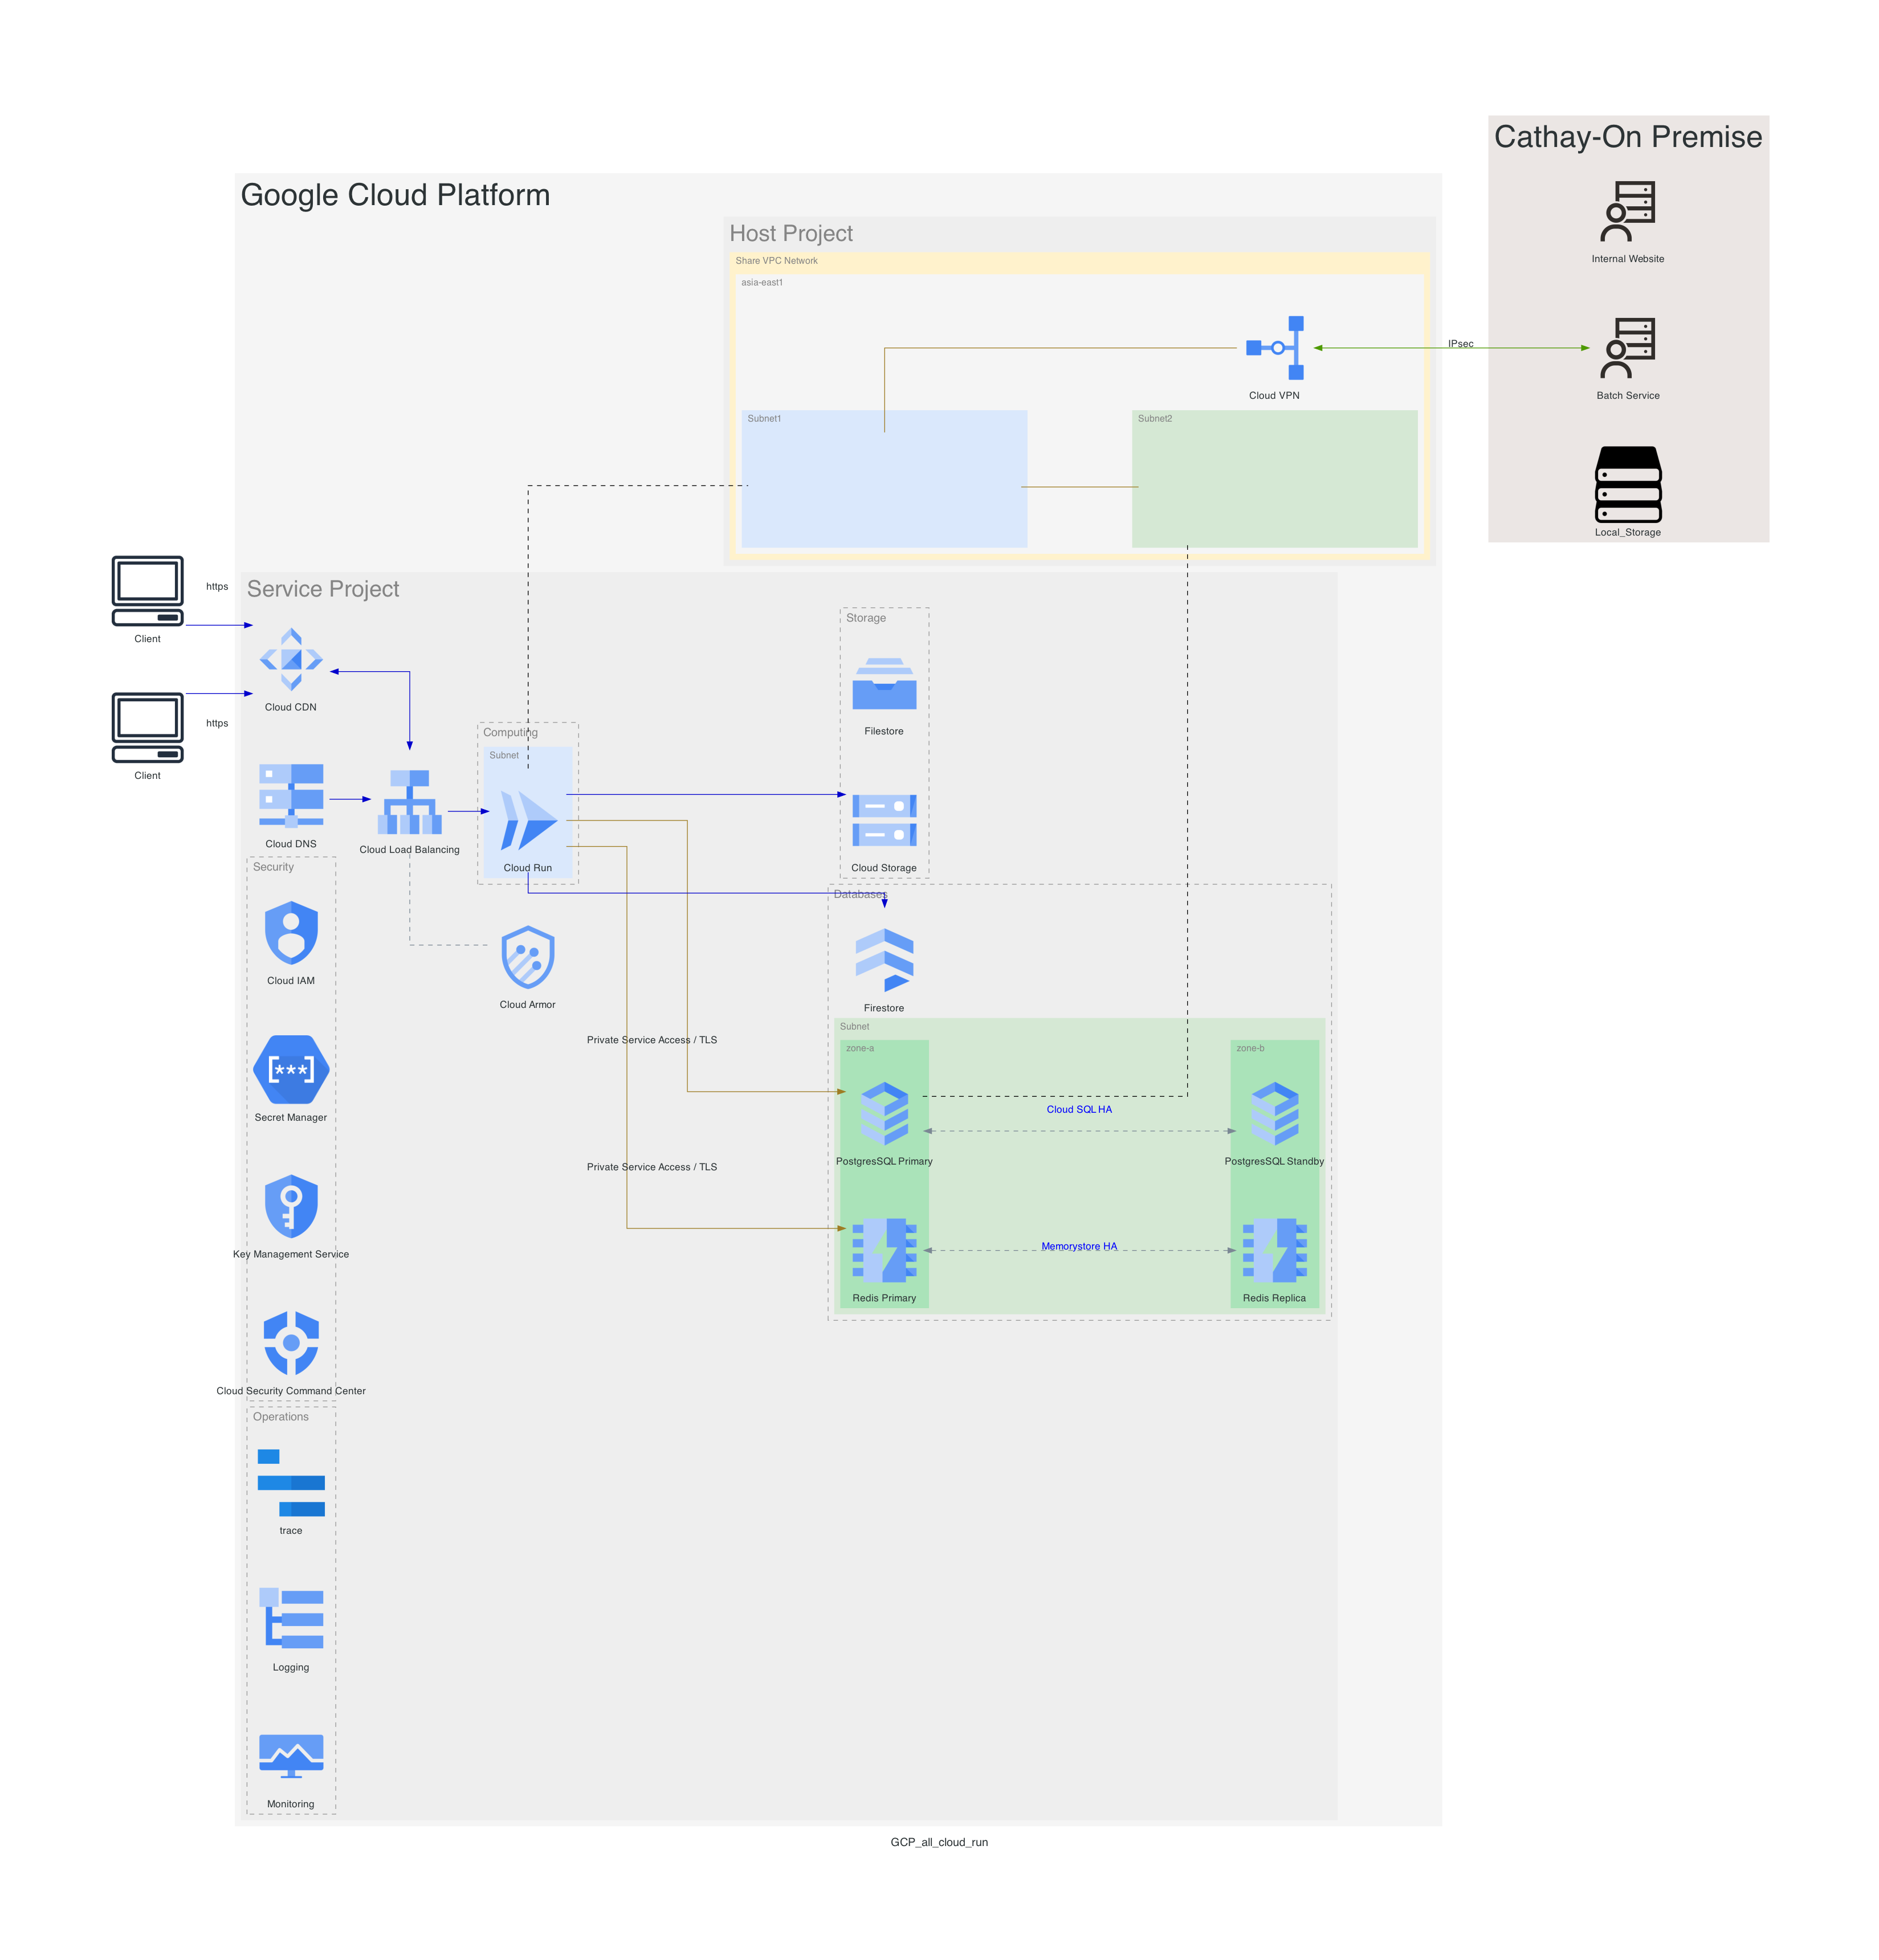 Cathay-On Premise
Internal Website
Batch Service
Local_Storage
Google Cloud Platform
Host Project
Share VPC Network
asia-east1
Cloud VPN
IPsec
Subnet1
Subnet2
Client
https
Client
https
Service Project
Cloud CDN
Cloud DNS
Cloud Load Balancing
Computing
Subnet
Cloud Run
Cloud Armor
Storage
Filestore
Cloud Storage
Databases
Firestore
Subnet
zone-a
zone-b
Private Service Access / TLS
Cloud SQL HA
PostgresSQL Primary
PostgresSQL Standby
Private Service Access / TLS
Memorystore HA
Redis Primary
Redis Replica
Security
Cloud IAM
[***]
Secret Manager
Key Management Service
Cloud Security Command Center
Operations
trace
Logging
Monitoring
GCP_all_cloud_run